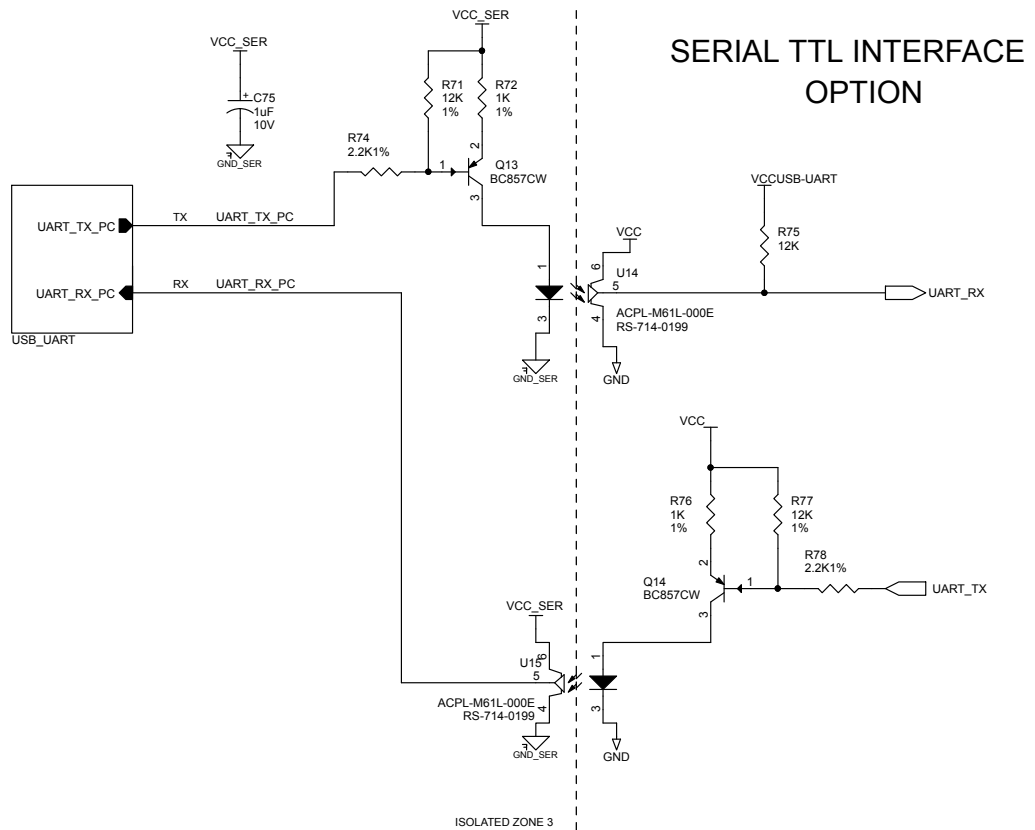 SERIAL TTL INTERFACE
OPTION
VCC_SER
VCC_SER
C75
+
1uF
10V
GND_SER
R71
12K
1%
R72
1K
1%
R74
2.2K1%
1
2
3
Q13
BC857CW
UART_TX_PC
TX
UART_TX_PC
UART_RX_PC
RX
UART_RX_PC
USB_UART
1
3
GND_SER
VCC
6
U14
5
4
ACPL-M61L-000E
RS-714-0199
GND
VCCUSB-UART
R75
12K
UART_RX
VCC
R76
1K
1%
R77
12K
1%
R78
2.2K1%
2
Q14
BC857CW
1
3
UART_TX
VCC_SER
6
U15
5
4
ACPL-M61L-000E
RS-714-0199
GND_SER
1
3
GND
ISOLATED ZONE 3